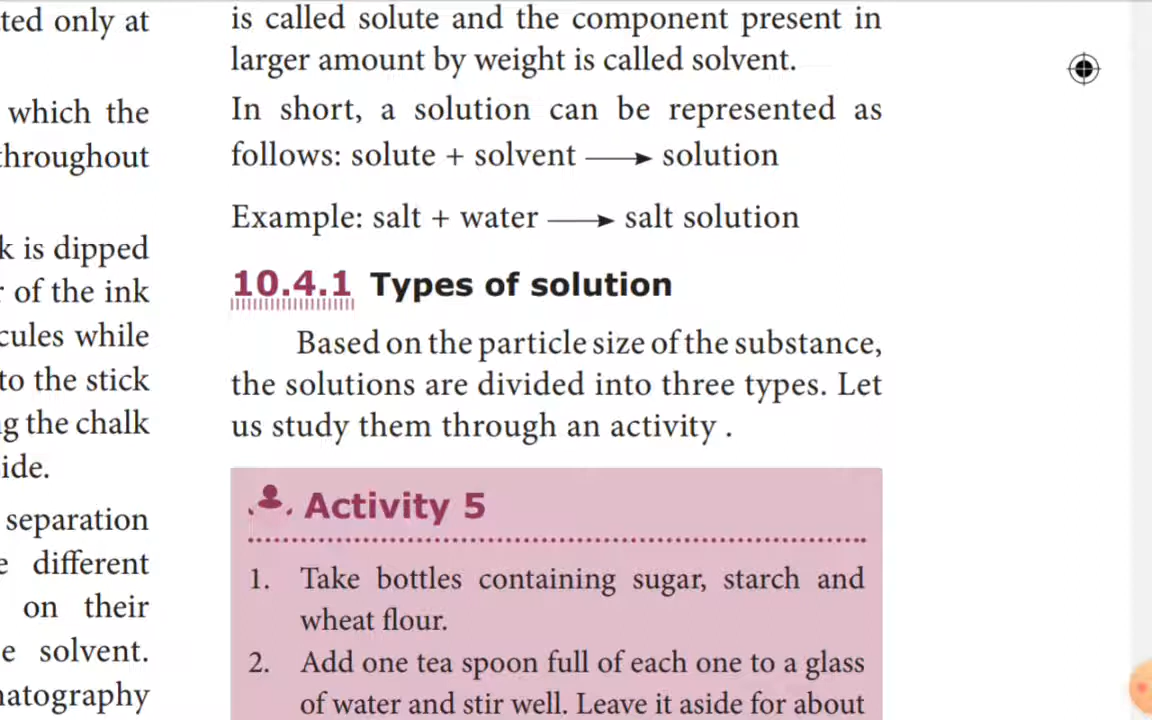 ted only at
which the
throughout
k is dipped
of the ink
cules while
to the stick
g the chalk
ide.
separation
different
on their
solvent.
is called solute and the component present in
larger amount by weight is called solvent.
In short, a solution can be represented as
follows: solute + solvent ⟶ solution
Example: salt + water ⟶ salt solution
10.4.1 Types of solution
Based on the particle size of the substance,
the solutions are divided into three types. Let
us study them through an activity .
Activity 5
1. Take bottles containing sugar, starch and
wheat flour.
2. Add one tea spoon full of each one to a glass
of water and stir well. Leave it aside for about